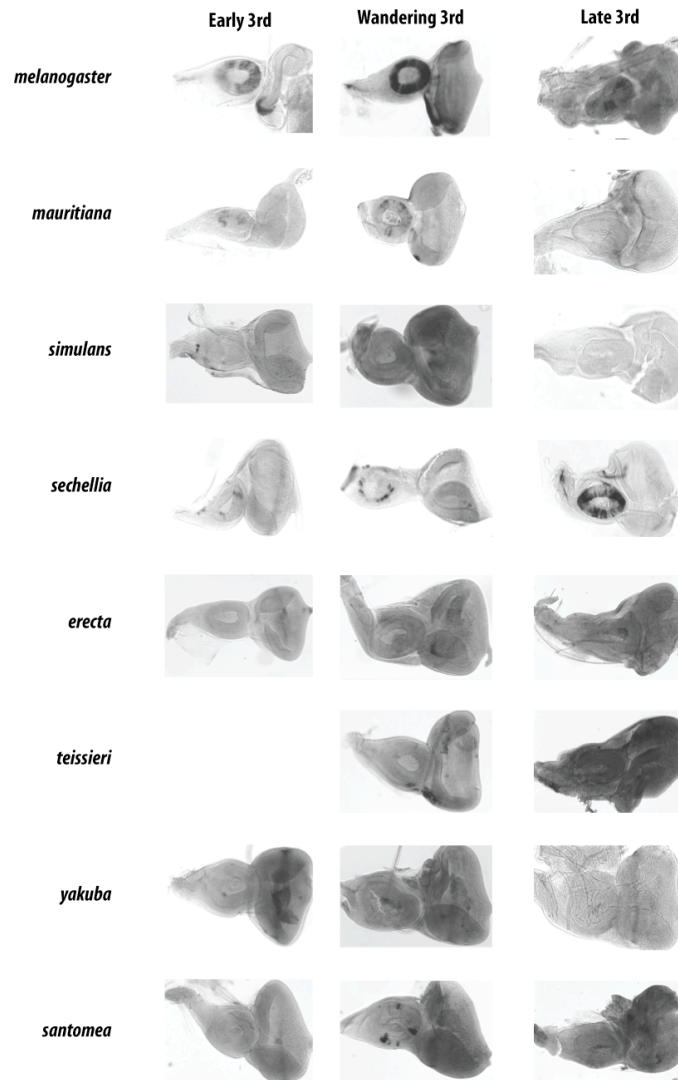 Early 3rd Wandering 3rd Late 3rd
melanogaster
mauritiana
simulans
sechellia
erecta
teissieri
yakuba
santomea